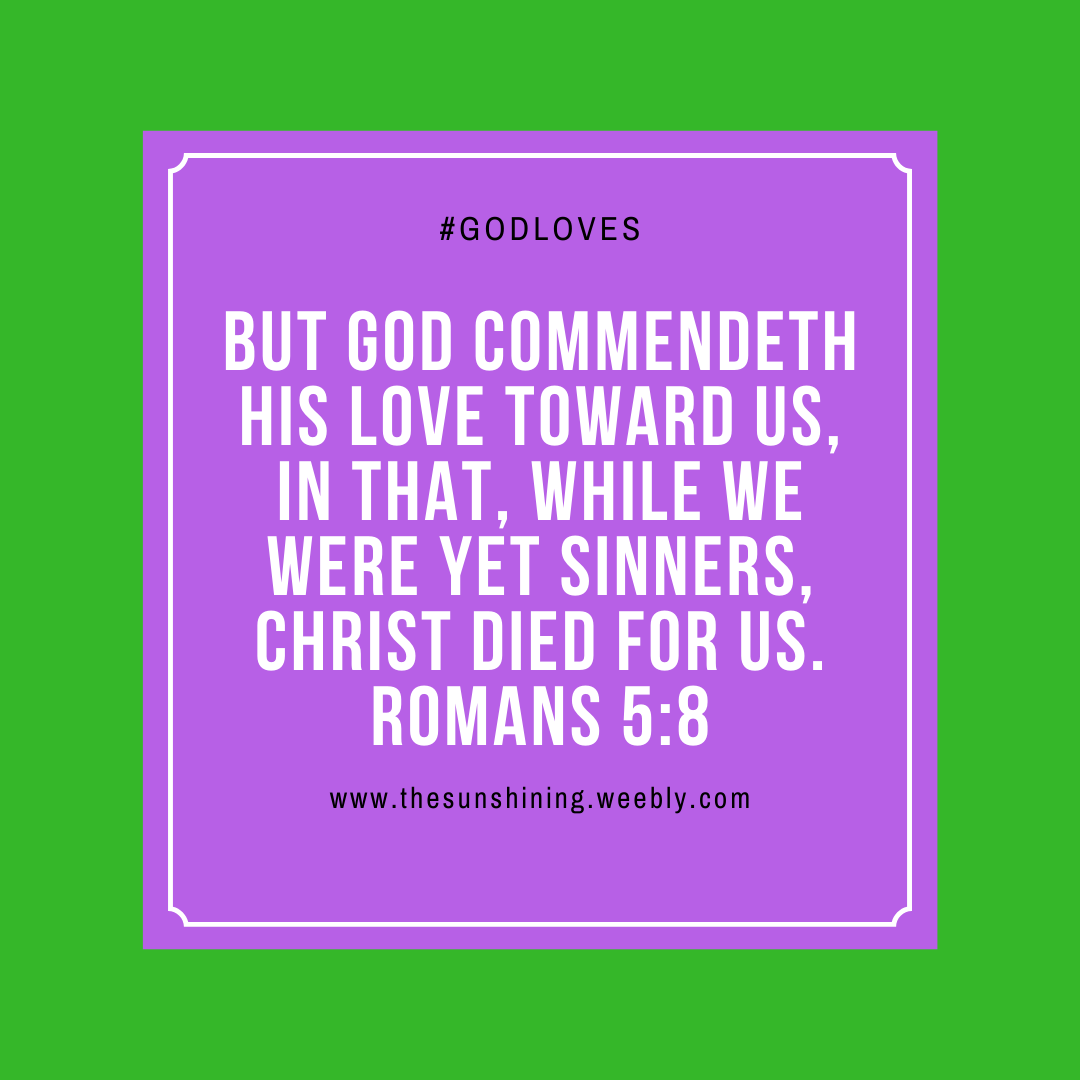 #GODLOVES
BUT GOD COMMENDETH
HIS LOVE TOWARD US,
IN THAT, WHILE WE
WERE YET SINNERS,
CHRIST DIED FOR US.
ROMANS 5:8
www.thesunshining.weebly.com